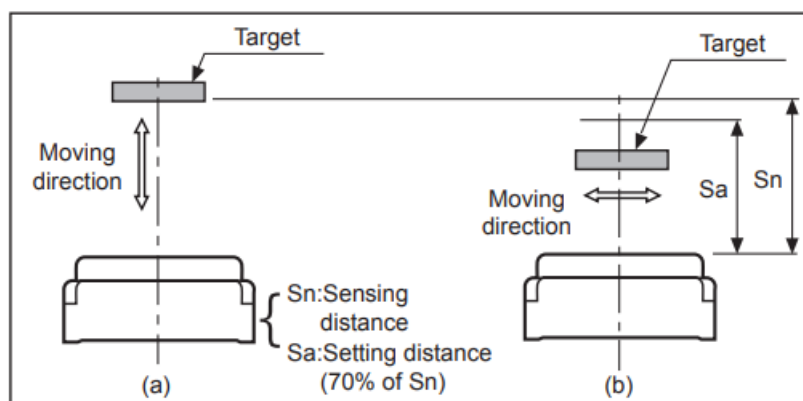 Target
Target
Moving
direction
Moving
direction
Sa
Sn
Sn:Sensing
distance
Sa:Setting distance
(70% of Sn)
(a)
(b)